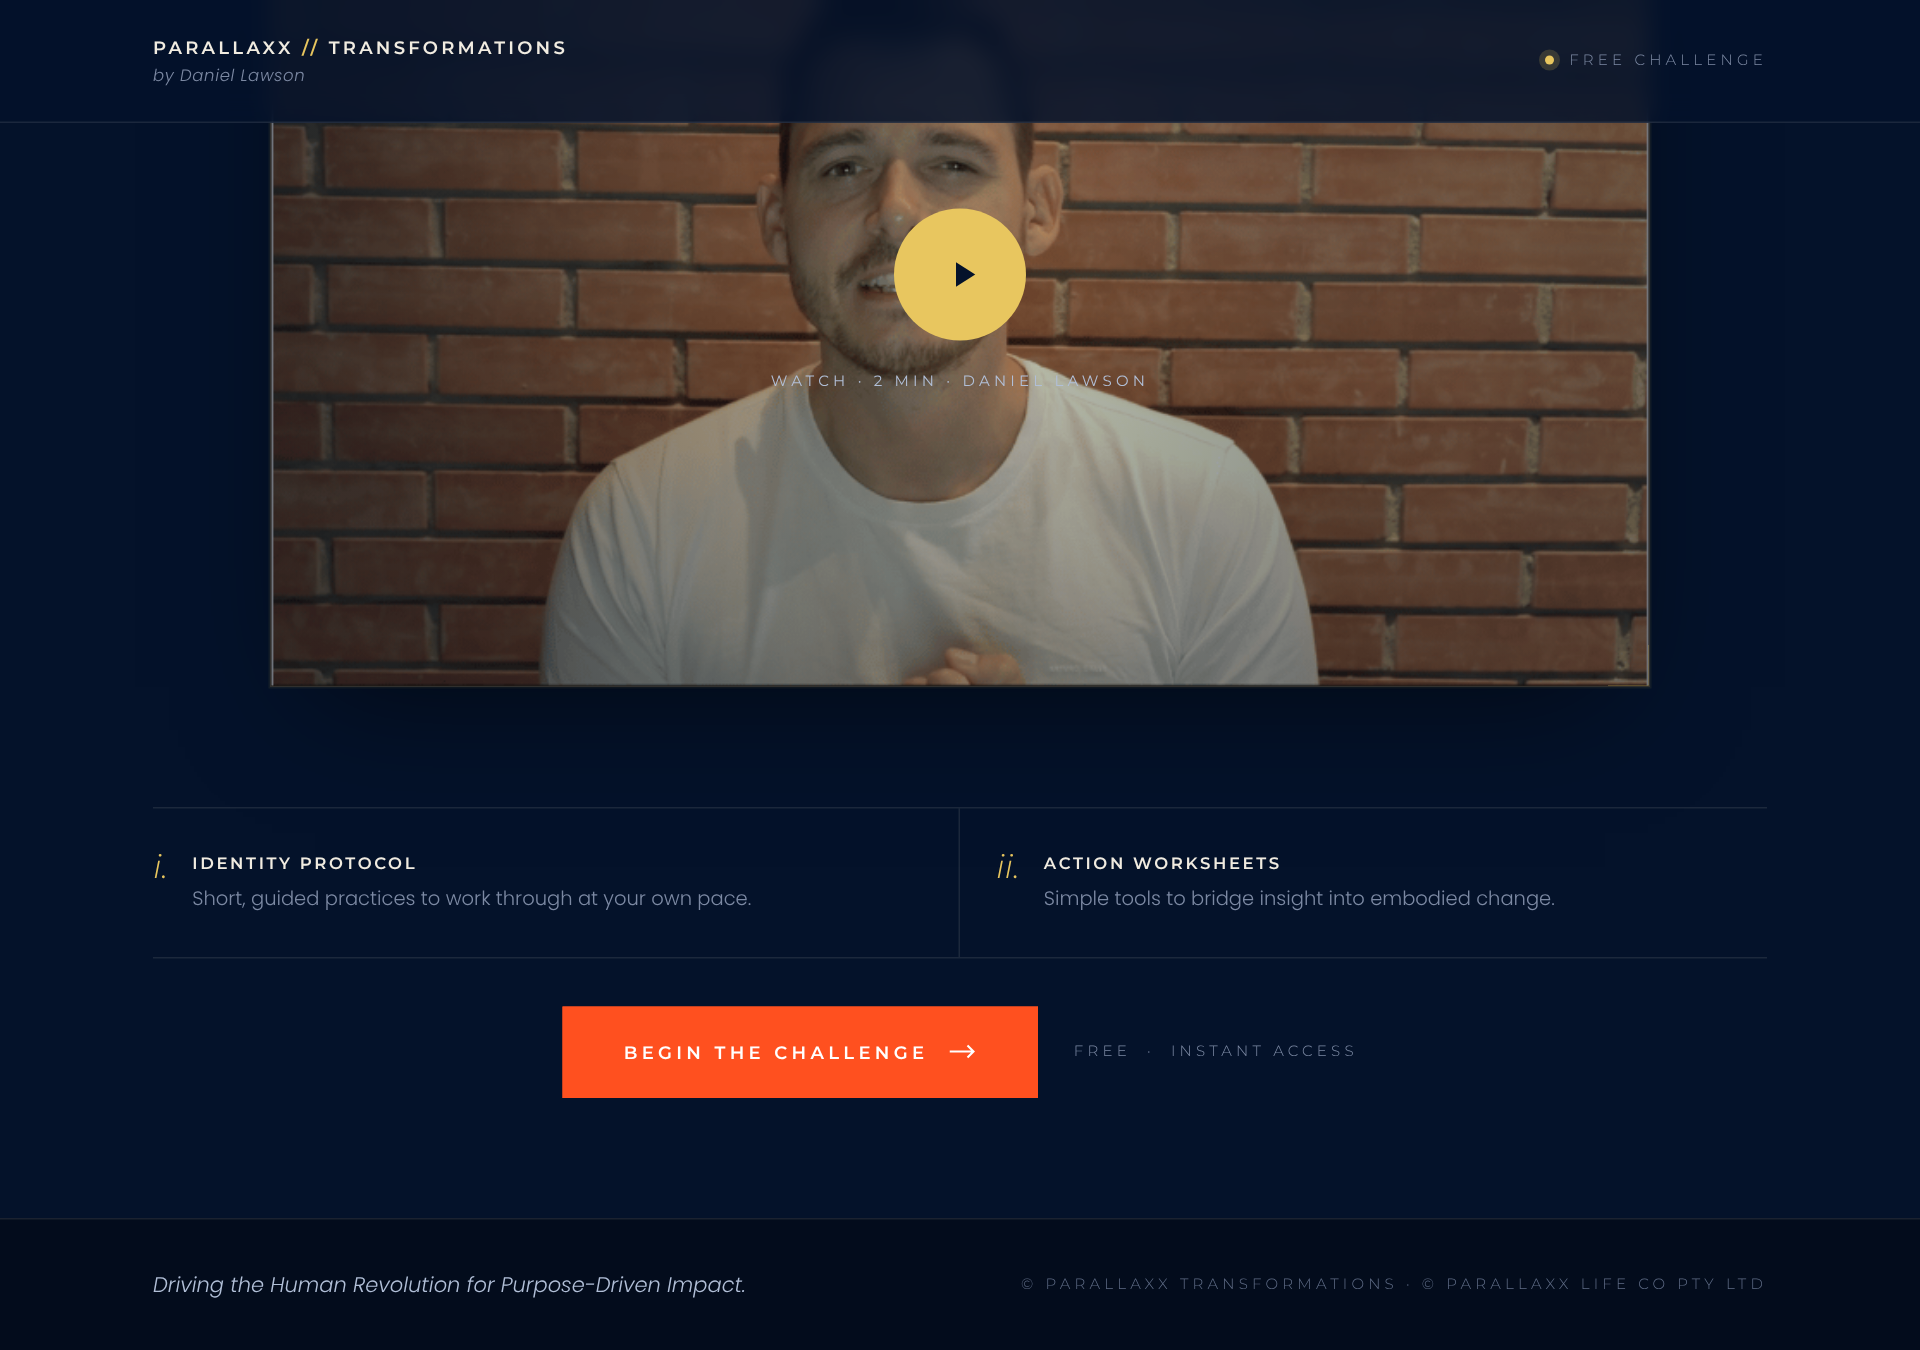 PARALLAXX // TRANSFORMATIONS
by Daniel Lawson
FREE CHALLENGE
WATCH · 2 MIN · DANIEL LAWSON
i. IDENTITY PROTOCOL
Short, guided practices to work through at your own pace.
ii. ACTION WORKSHEETS
Simple tools to bridge insight into embodied change.
BEGIN THE CHALLENGE →
FREE · INSTANT ACCESS
Driving the Human Revolution for Purpose-Driven Impact.
© PARALLAXX TRANSFORMATIONS · © PARALLAXX LIFE CO PTY LTD